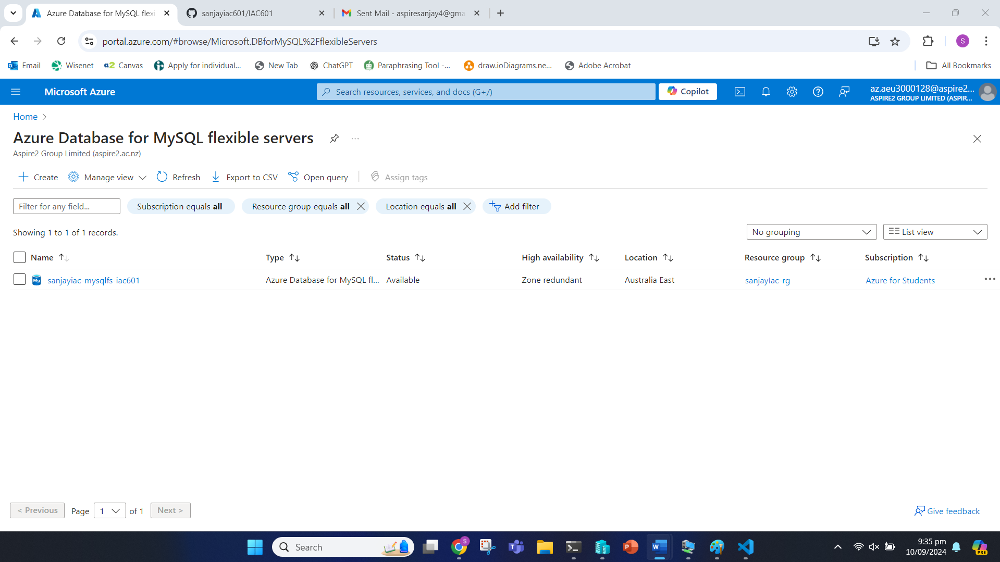 Azure Database for MySQL flexi
sanjayiac601/IAC601
Sent Mail - aspiresanjay4@gma
portal.azure.com/#browse/Microsoft.DBforMySQL%2FflexibleServers
S
Email
Wisenet
a2 Canvas
Apply for individual...
New Tab
ChatGPT
Paraphrasing Tool -...
draw.ioDiagrams.ne...
Adobe Acrobat
All Bookmarks
Microsoft Azure
Search resources, services, and docs (G+/)
Copilot
az.aeu3000128@aspire2...
ASPIRE2 GROUP LIMITED (ASPIR...
Home
Azure Database for MySQL flexible servers
Aspire2 Group Limited (aspire2.ac.nz)
Create
Manage view
Refresh
Export to CSV
Open query
Assign tags
Filter for any field...
Subscription equals all
Resource group equals all
Location equals all
Add filter
Showing 1 to 1 of 1 records.
No grouping
List view
Name
Type
Status
High availability
Location
Resource group
Subscription
My
sanjayiac-mysqlfs-iac601
Azure Database for MySQL fl...
Available
Zone redundant
Australia East
sanjayIac-rg
Azure for Students
< Previous
Page
1
of 1
Next >
Give feedback
Search
S
9:35 pm
10/09/2024
PRE